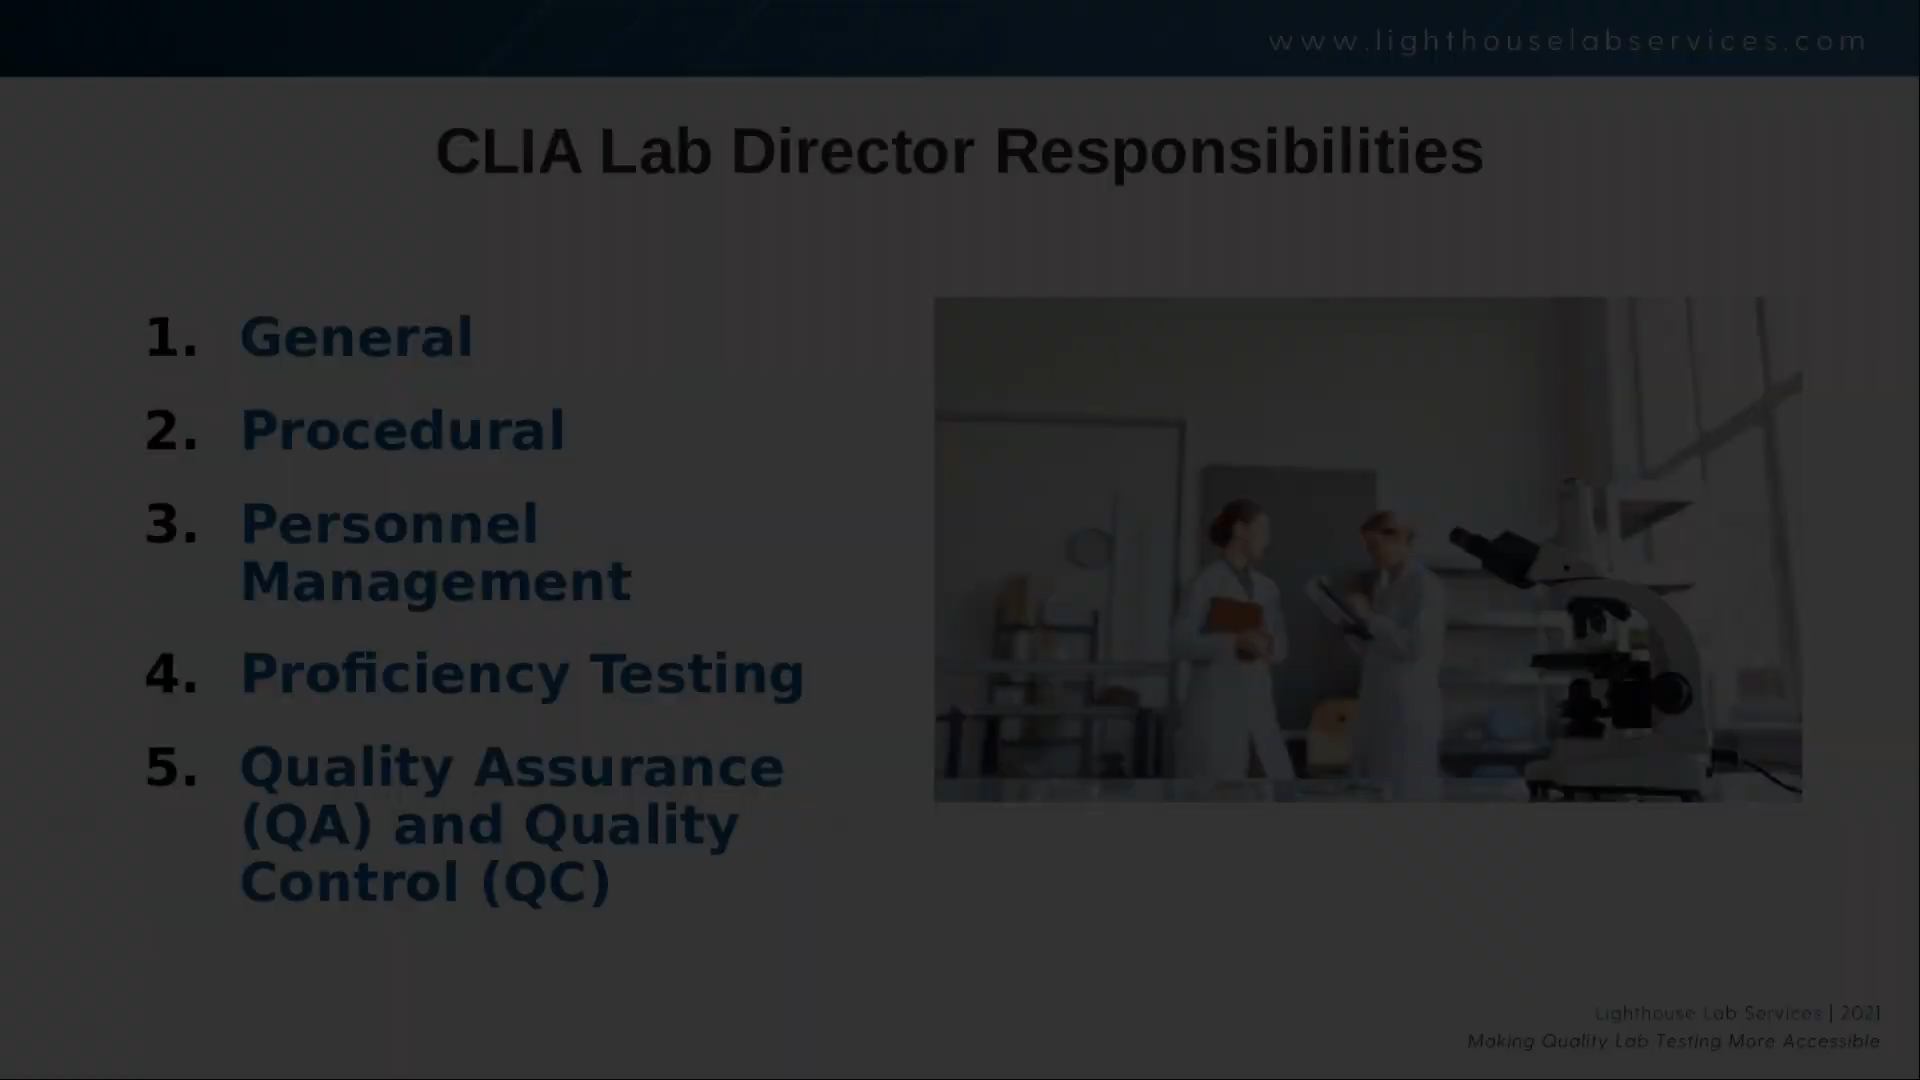 www.lighthouselabservices.com
CLIA Lab Director Responsibilities
1. General
2. Procedural
3. Personnel
Management
4. Proficiency Testing
5. Quality Assurance
(QA) and Quality
Control (QC)
Lighthouse Lab Services | 2021
Making Quality Lab Testing More Accessible